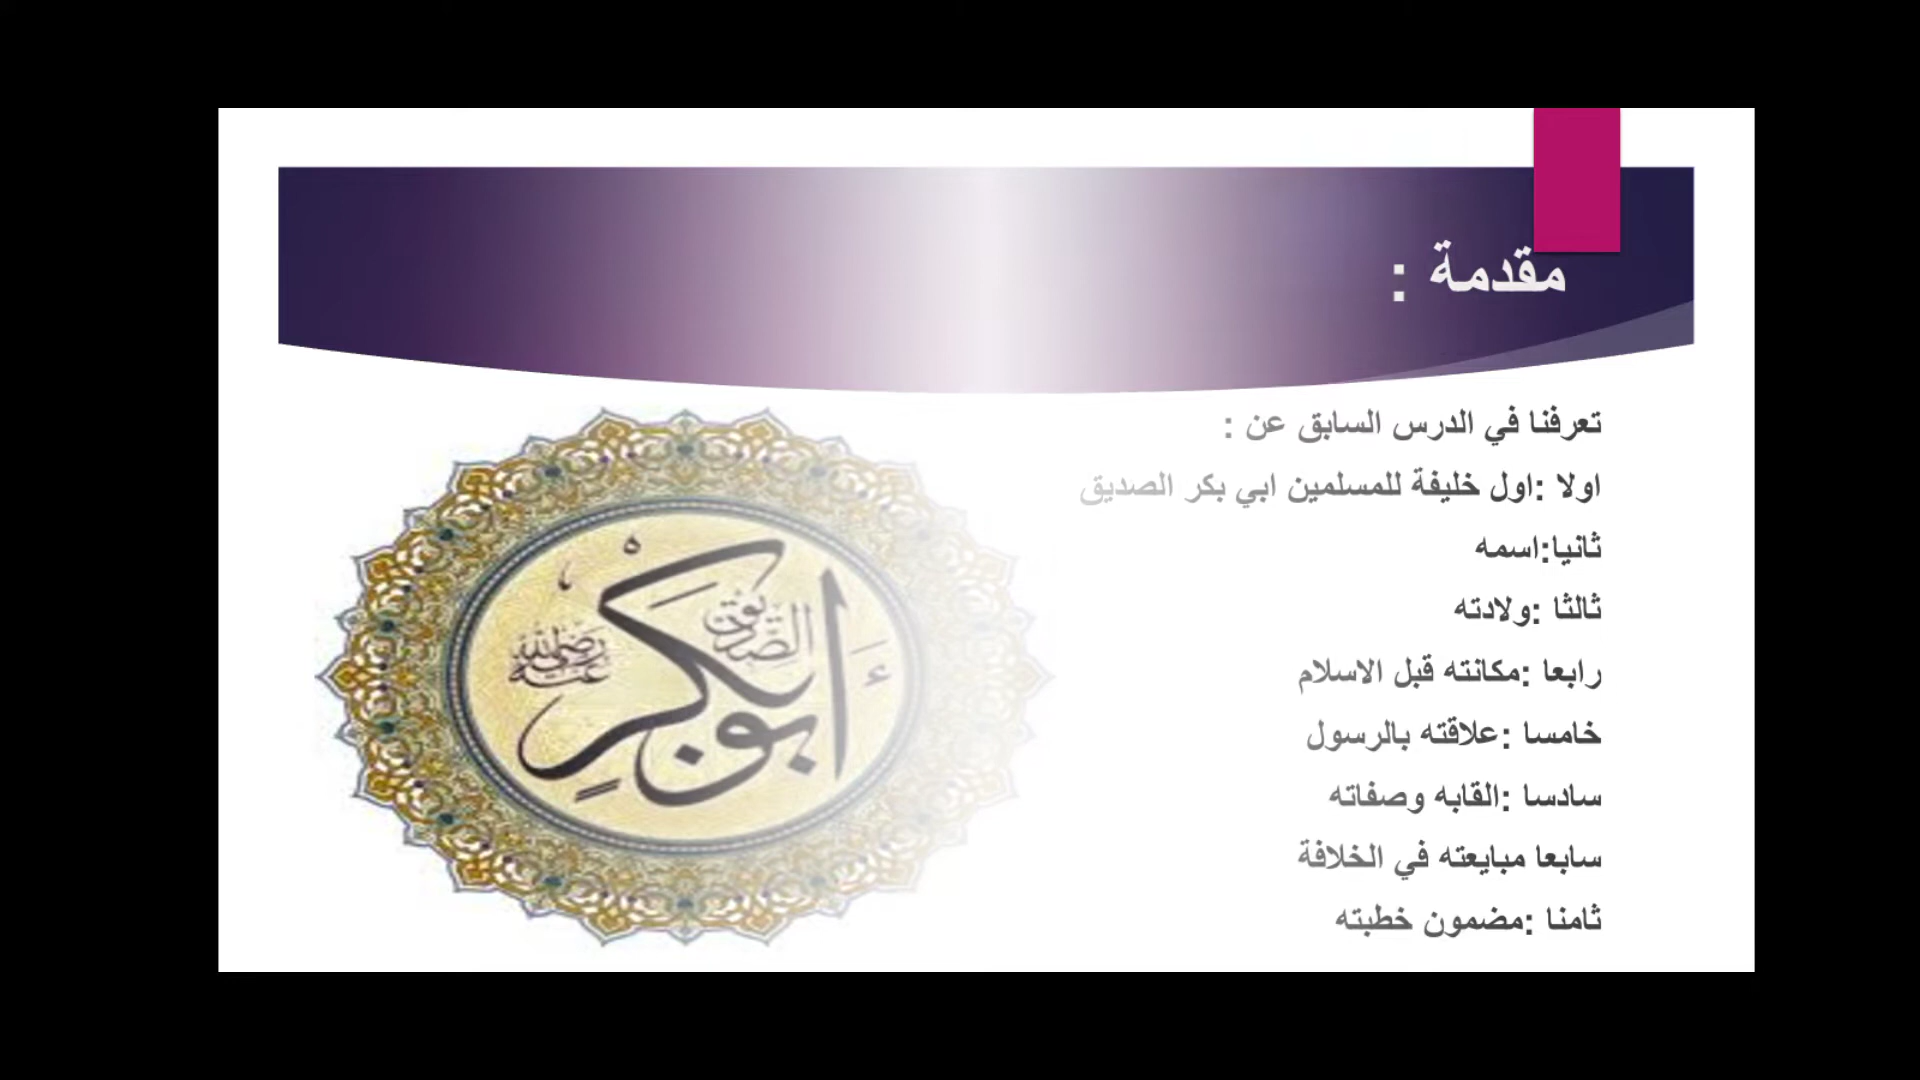 مقدمة :
تعرفنا في الدرس السابق عن :
اولا :اول خليفة للمسلمين ابي بكر الصديق
ثانيا:اسمه
ثالثا :ولادته
رابعا :مكانته قبل الاسلام
خامسا :علاقته بالرسول
سادسا :القابه وصفاته
سابعا مبايعته في الخلافة
ثامنا :مضمون خطبته
أبوبكرٍ
الصديق
رضي الله
عنه